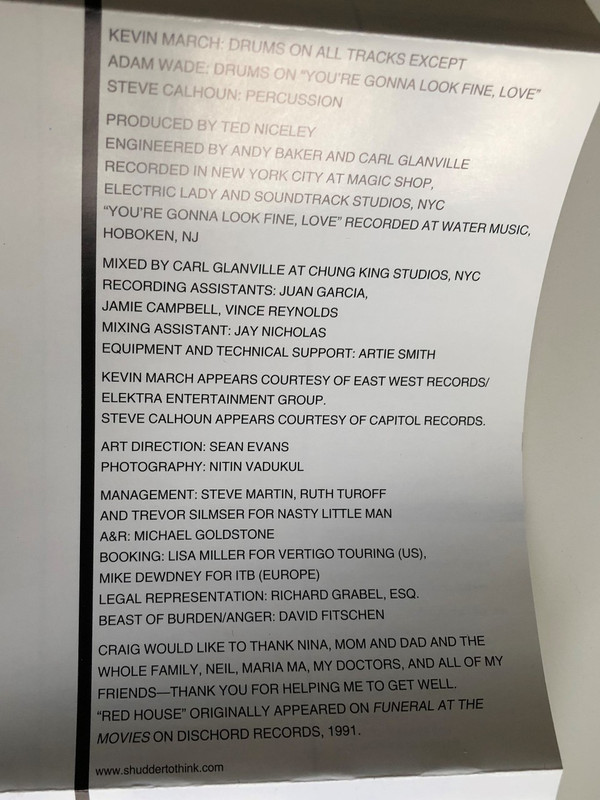 KEVIN MARCH: DRUMS ON ALL TRACKS EXCEPT
ADAM WADE: DRUMS ON "YOU'RE GONNA LOOK FINE, LOVE"
STEVE CALHOUN: PERCUSSION
PRODUCED BY TED NICELEY
ENGINEERED BY ANDY BAKER AND CARL GLANVILLE
RECORDED IN NEW YORK CITY AT MAGIC SHOP,
ELECTRIC LADY AND SOUNDTRACK STUDIOS, NYC
"YOU'RE GONNA LOOK FINE, LOVE" RECORDED AT WATER MUSIC,
HOBOKEN, NJ
MIXED BY CARL GLANVILLE AT CHUNG KING STUDIOS, NYC
RECORDING ASSISTANTS: JUAN GARCIA,
JAMIE CAMPBELL, VINCE REYNOLDS
MIXING ASSISTANT: JAY NICHOLAS
EQUIPMENT AND TECHNICAL SUPPORT: ARTIE SMITH
KEVIN MARCH APPEARS COURTESY OF EAST WEST RECORDS/
ELEKTRA ENTERTAINMENT GROUP.
STEVE CALHOUN APPEARS COURTESY OF CAPITOL RECORDS.
ART DIRECTION: SEAN EVANS
PHOTOGRAPHY: NITIN VADUKUL
MANAGEMENT: STEVE MARTIN, RUTH TUROFF
AND TREVOR SILMSER FOR NASTY LITTLE MAN
A&R: MICHAEL GOLDSTONE
BOOKING: LISA MILLER FOR VERTIGO TOURING (US),
MIKE DEWDNEY FOR ITB (EUROPE)
LEGAL REPRESENTATION: RICHARD GRABEL, ESQ.
BEAST OF BURDEN/ANGER: DAVID FITSCHEN
CRAIG WOULD LIKE TO THANK NINA, MOM AND DAD AND THE
WHOLE FAMILY, NEIL, MARIA MA, MY DOCTORS, AND ALL OF MY
FRIENDS—THANK YOU FOR HELPING ME TO GET WELL.
"RED HOUSE" ORIGINALLY APPEARED ON FUNERAL AT THE
MOVIES ON DISCHORD RECORDS, 1991.
www.shuddertothink.com